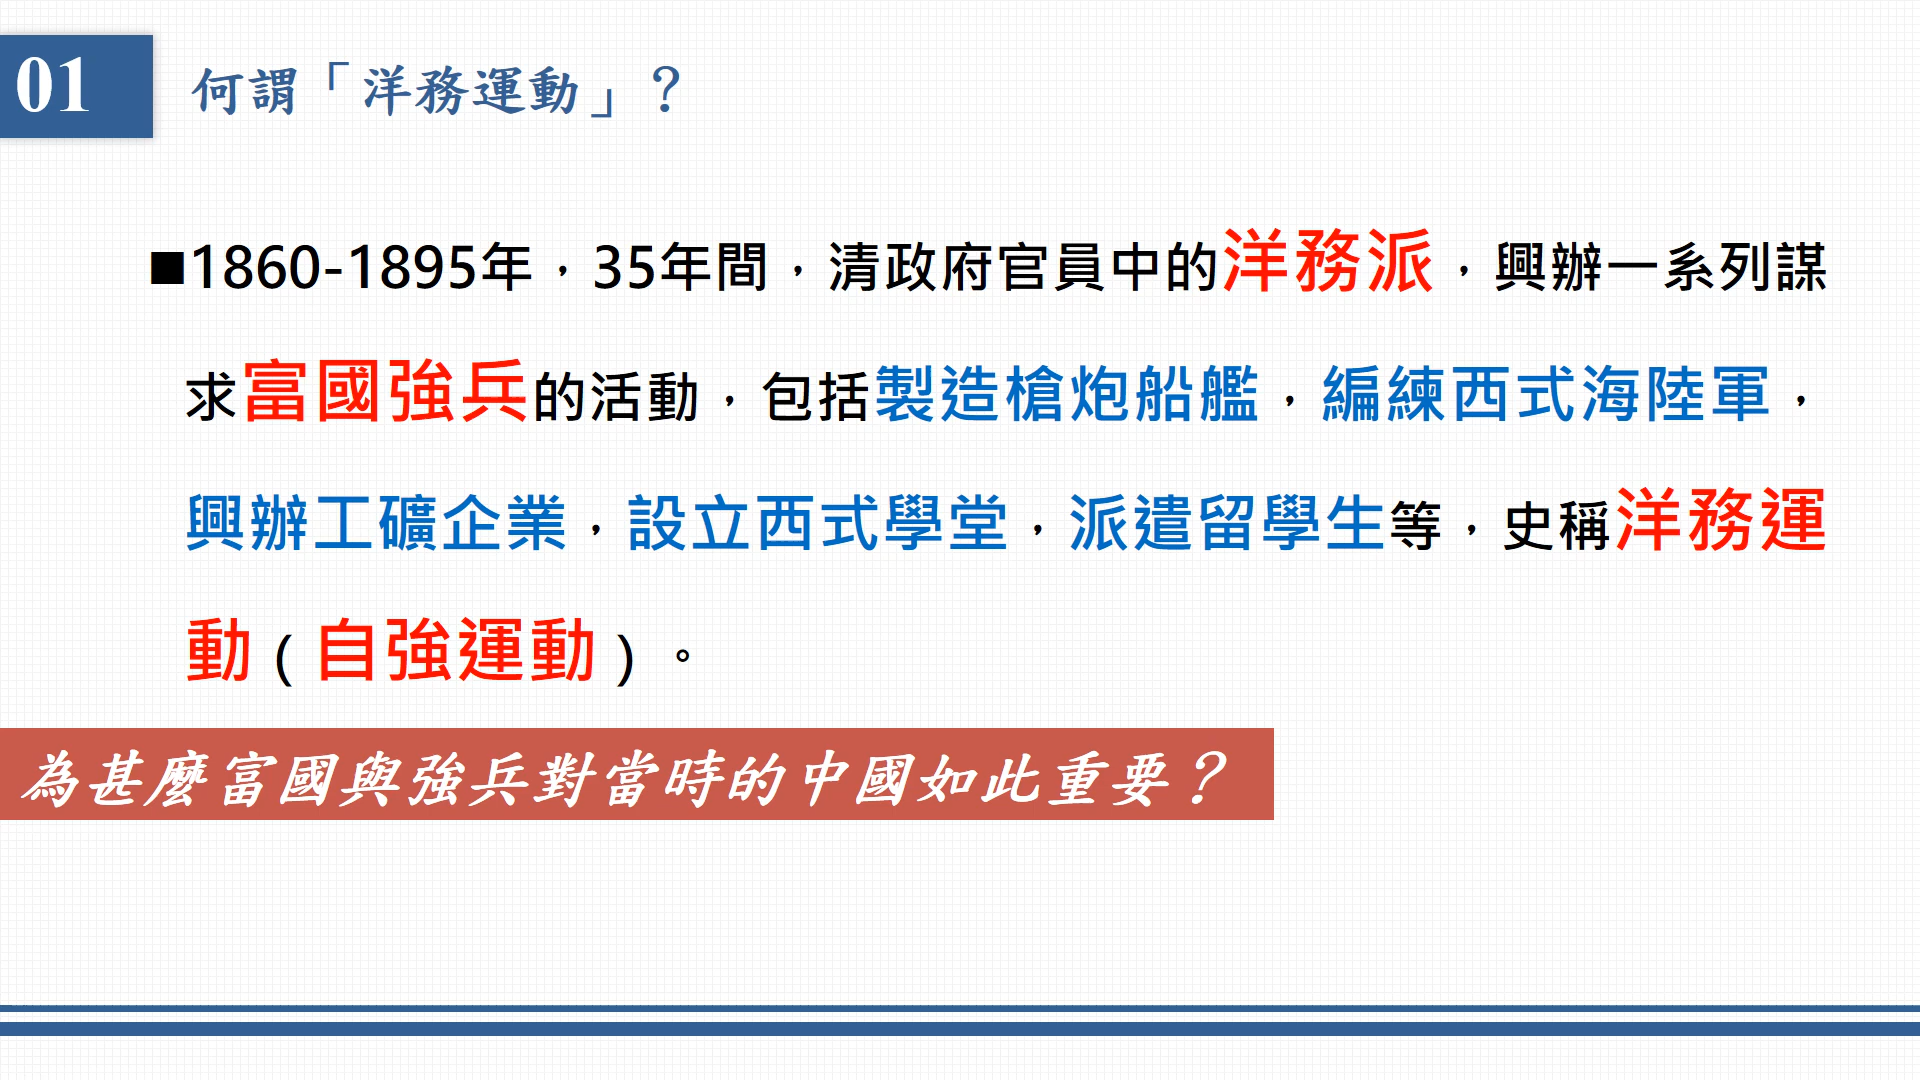 01
何謂「洋務運動」？
■1860-1895年，35年間，清政府官員中的洋務派，興辦一系列謀
求富國強兵的活動，包括製造槍炮船艦，編練西式海陸軍，
興辦工礦企業，設立西式學堂，派遣留學生等，史稱洋務運
動（自強運動）。
為甚麼富國與強兵對當時的中國如此重要？